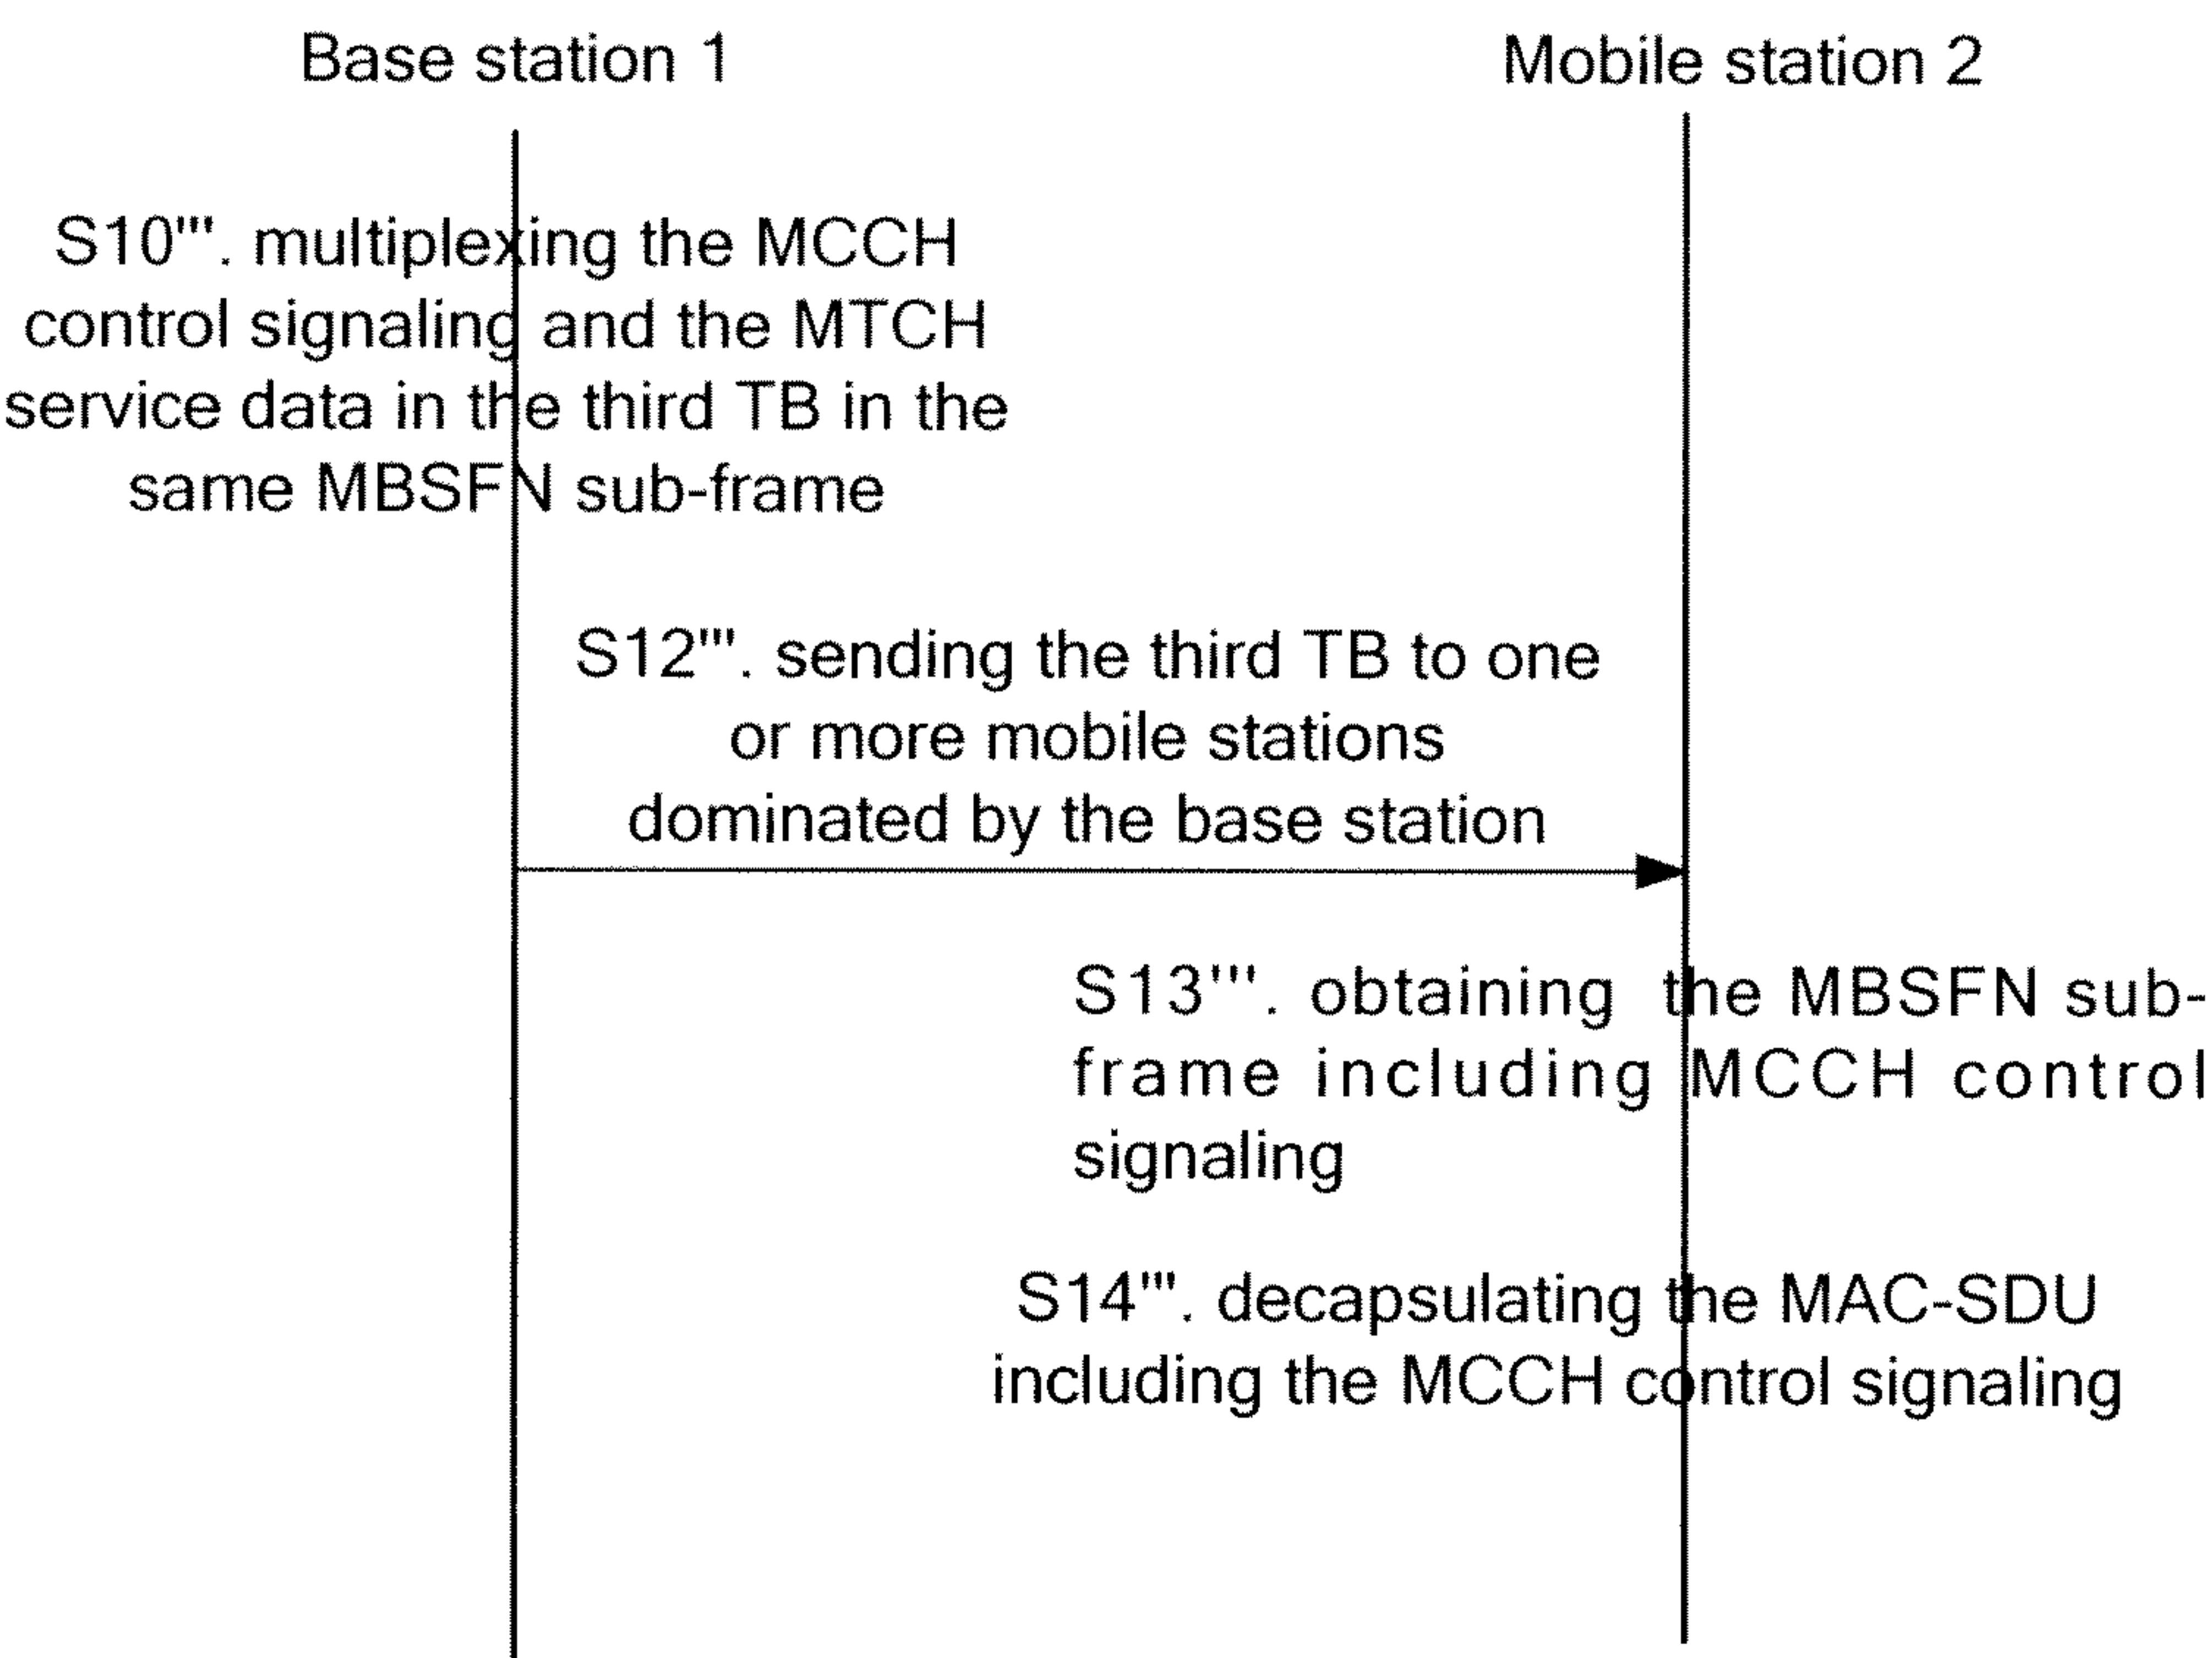 Base station 1
Mobile station 2
S10'''. multiplexing the MCCH
control signaling and the MTCH
service data in the third TB in the
same MBSFN sub-frame
S12'''. sending the third TB to one
or more mobile stations
dominated by the base station
S13'''. obtaining the MBSFN sub-
frame including MCCH control
signaling
S14'''. decapsulating the MAC-SDU
including the MCCH control signaling